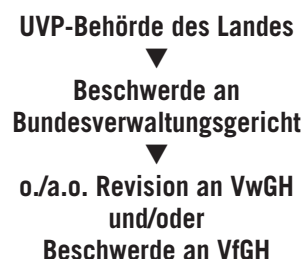 UVP-Behörde des Landes
▼
Beschwerde an
Bundesverwaltungsgericht
▼
o./a.o. Revision an VwGH
und/oder
Beschwerde an VfGH